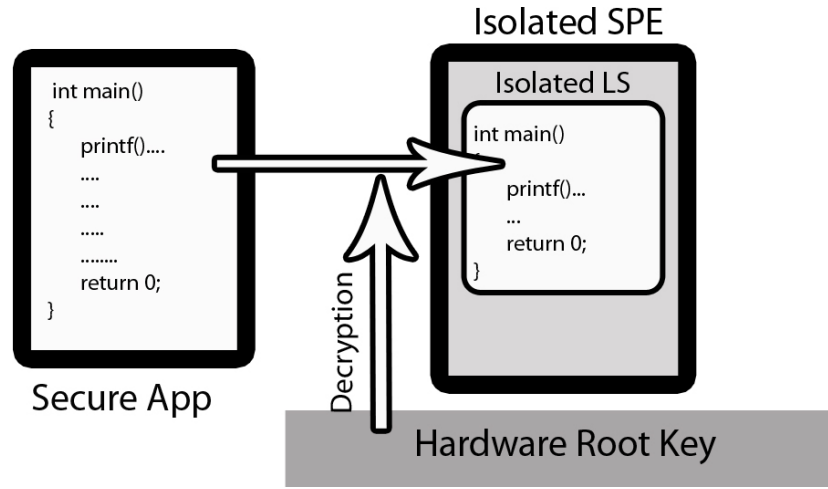 Isolated SPE
int main()
{
printf()....
....
....
.....
........
return 0;
}
Secure App
Isolated LS
int main()
{
printf()...
...
return 0;
}
Decryption
Hardware Root Key